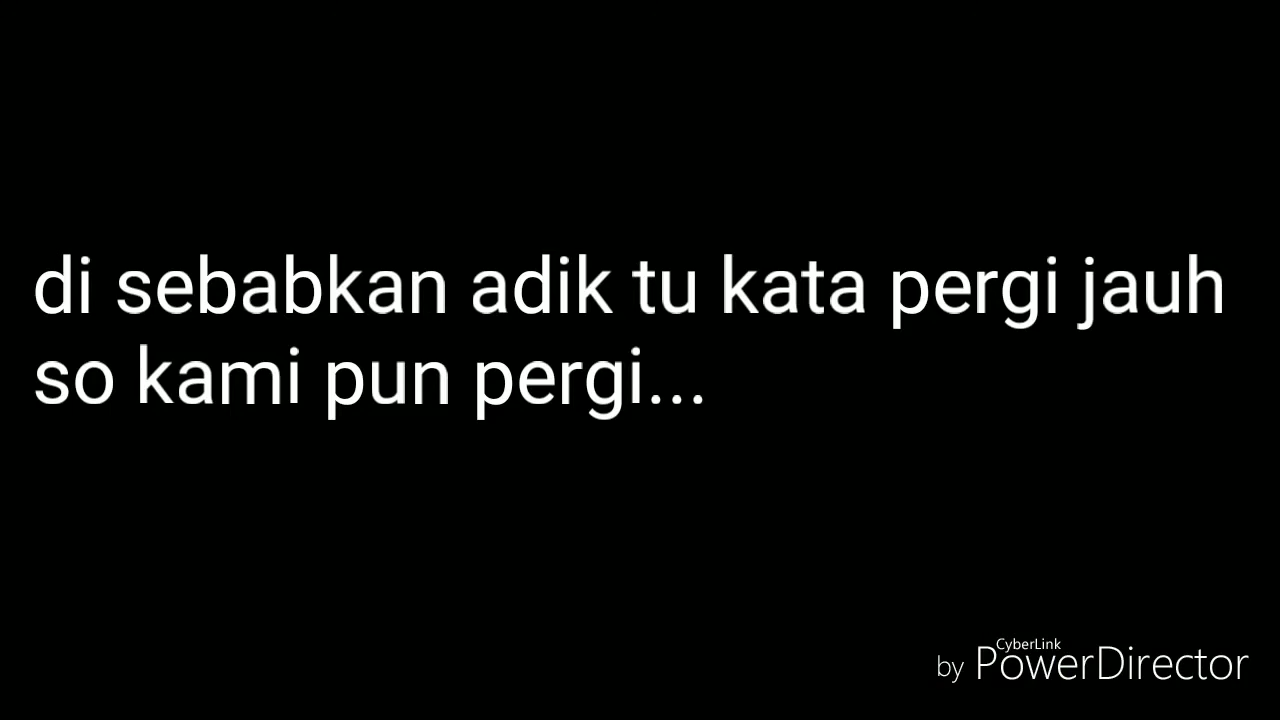 di sebabkan adik tu kata pergi jauh
so kami pun pergi...
CyberLink
by PowerDirector